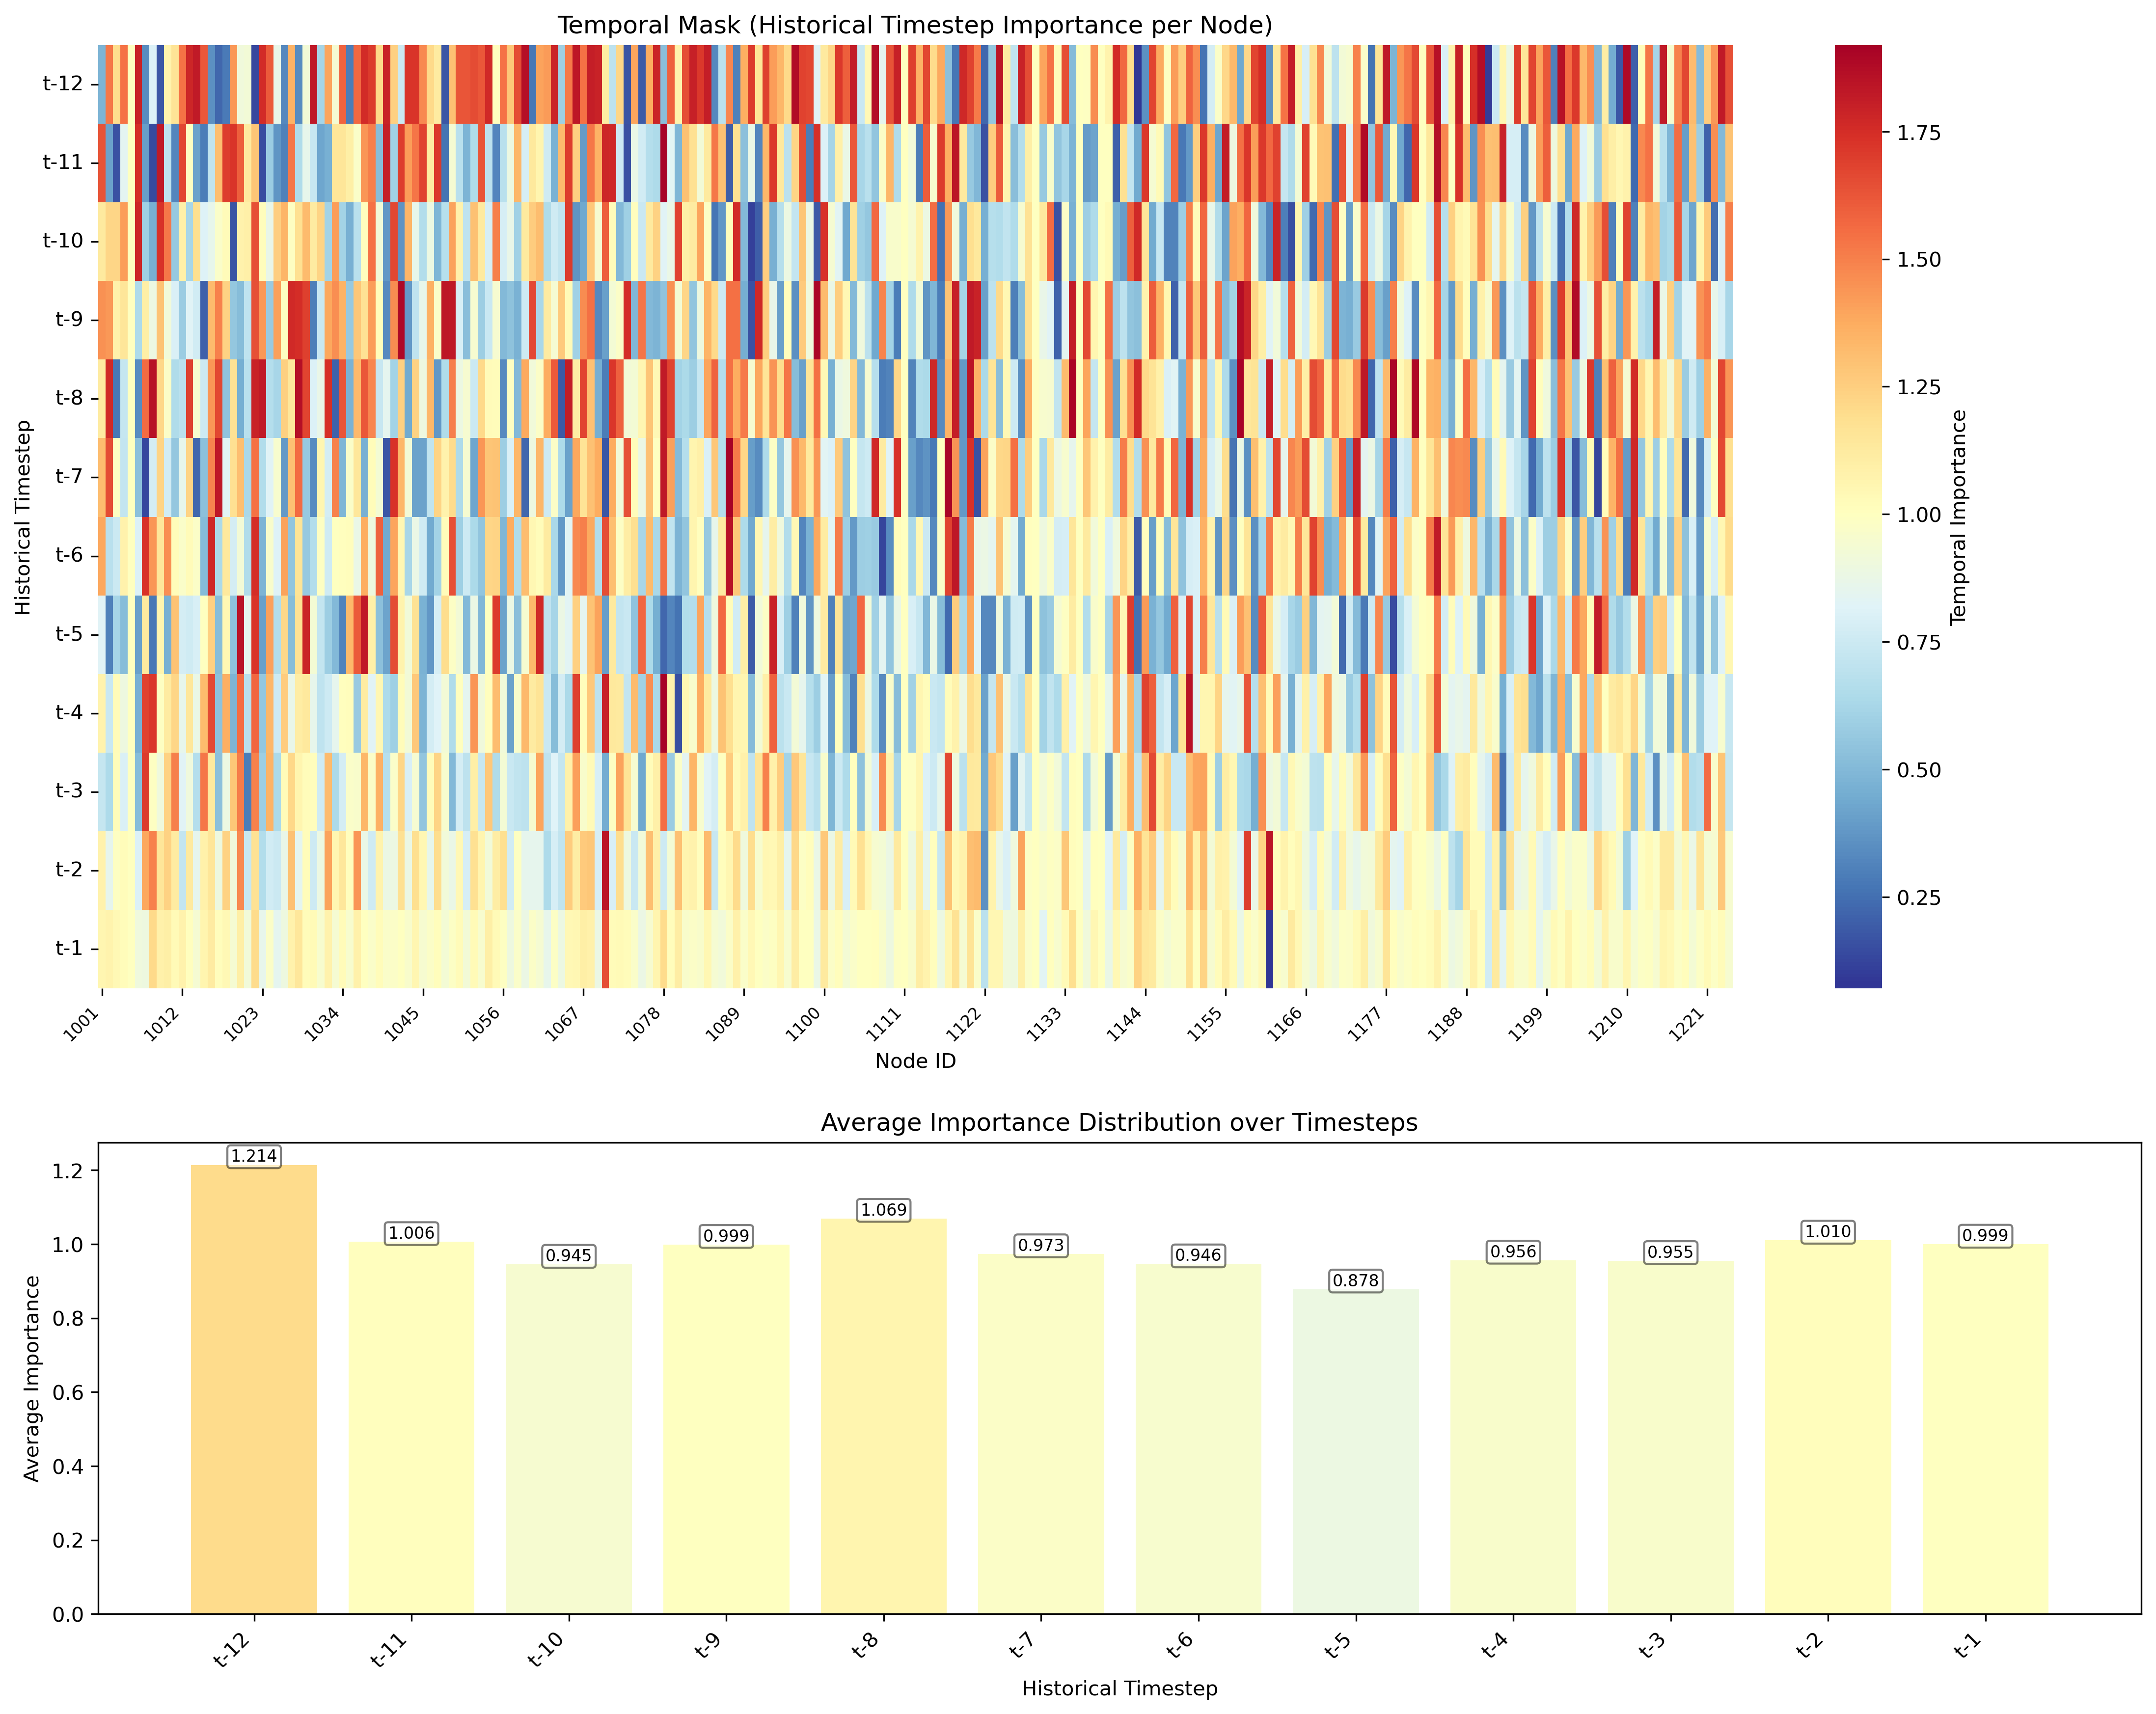 Temporal Mask (Historical Timestep Importance per Node)
Historical Timestep
t-12
t-11
t-10
t-9
t-8
t-7
t-6
t-5
t-4
t-3
t-2
t-1
1001 1012 1023 1034 1045 1056 1067 1078 1089 1100 1111 1122 1133 1144 1155 1166 1177 1188 1199 1210 1221
Node ID
1.75
1.50
1.25
1.00
0.75
0.50
0.25
Temporal Importance
Average Importance Distribution over Timesteps
Average Importance
1.2
1.0
0.8
0.6
0.4
0.2
0.0
1.214 1.006 0.945 0.999 1.069 0.973 0.946 0.878 0.956 0.955 1.010 0.999
t-12 t-11 t-10 t-9 t-8 t-7 t-6 t-5 t-4 t-3 t-2 t-1
Historical Timestep